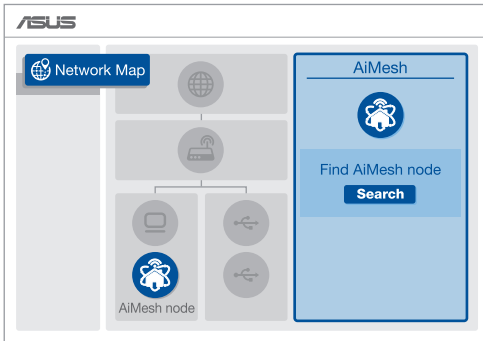 ASUS
Network Map
AiMesh
Find AiMesh node
Search
AiMesh node